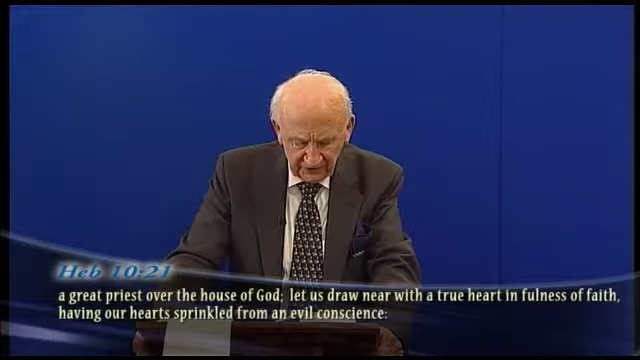 Heb 10:21
a great priest over the house of God; let us draw near with a true heart in fulness of faith,
having our hearts sprinkled from an evil conscience: